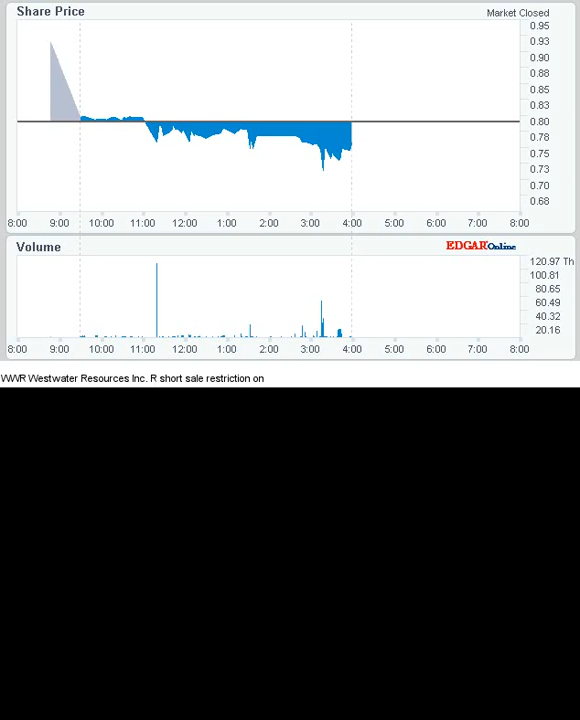 Share Price
Market Closed
0.95
0.93
0.90
0.88
0.85
0.83
0.80
0.78
0.75
0.73
0.70
0.68
8:00 9:00 10:00 11:00 12:00 1:00 2:00 3:00 4:00 5:00 6:00 7:00 8:00
Volume
EDGAR Online
120.97 Th
100.81
80.65
60.49
40.32
20.16
8:00 9:00 10:00 11:00 12:00 1:00 2:00 3:00 4:00 5:00 6:00 7:00 8:00
WWR Westwater Resources Inc. R short sale restriction on